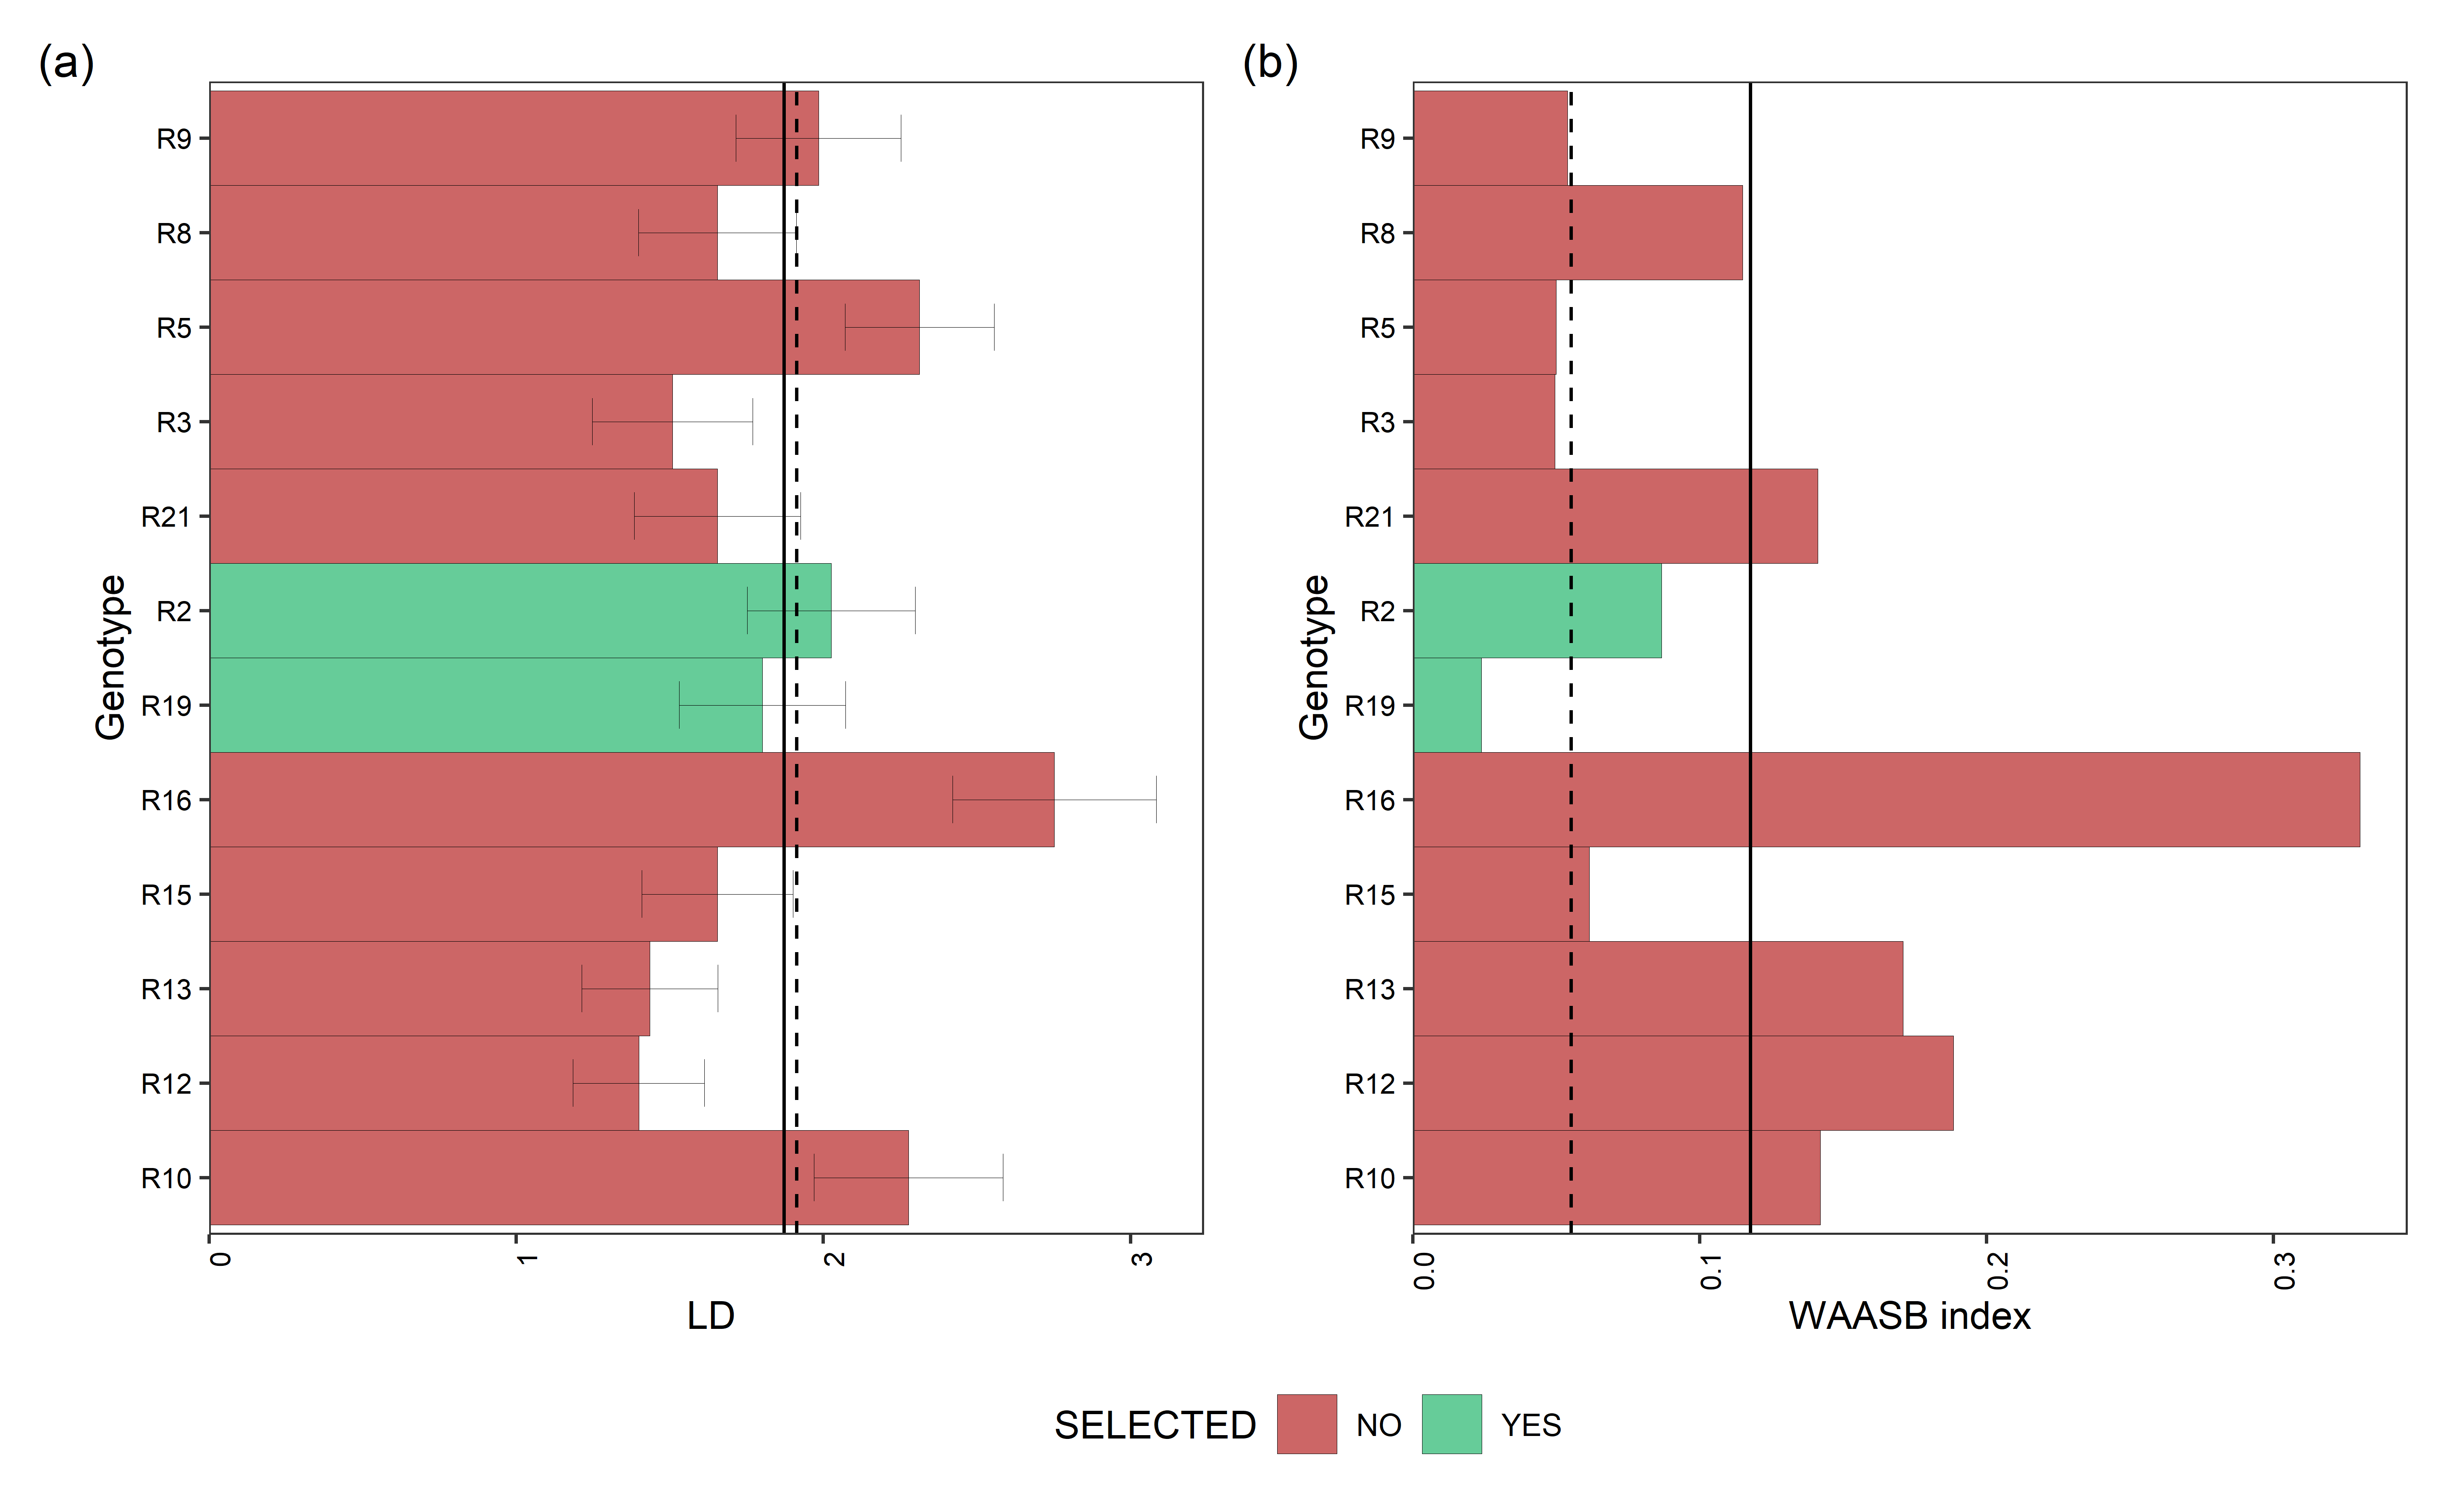 (a)
R9
R8
R5
R3
R21
R2
R19
R16
R15
R13
R12
R10
Genotype
0
1
2
3
LD
(b)
R9
R8
R5
R3
R21
R2
R19
R16
R15
R13
R12
R10
Genotype
0.0
0.1
0.2
0.3
WAASB index
SELECTED NO YES